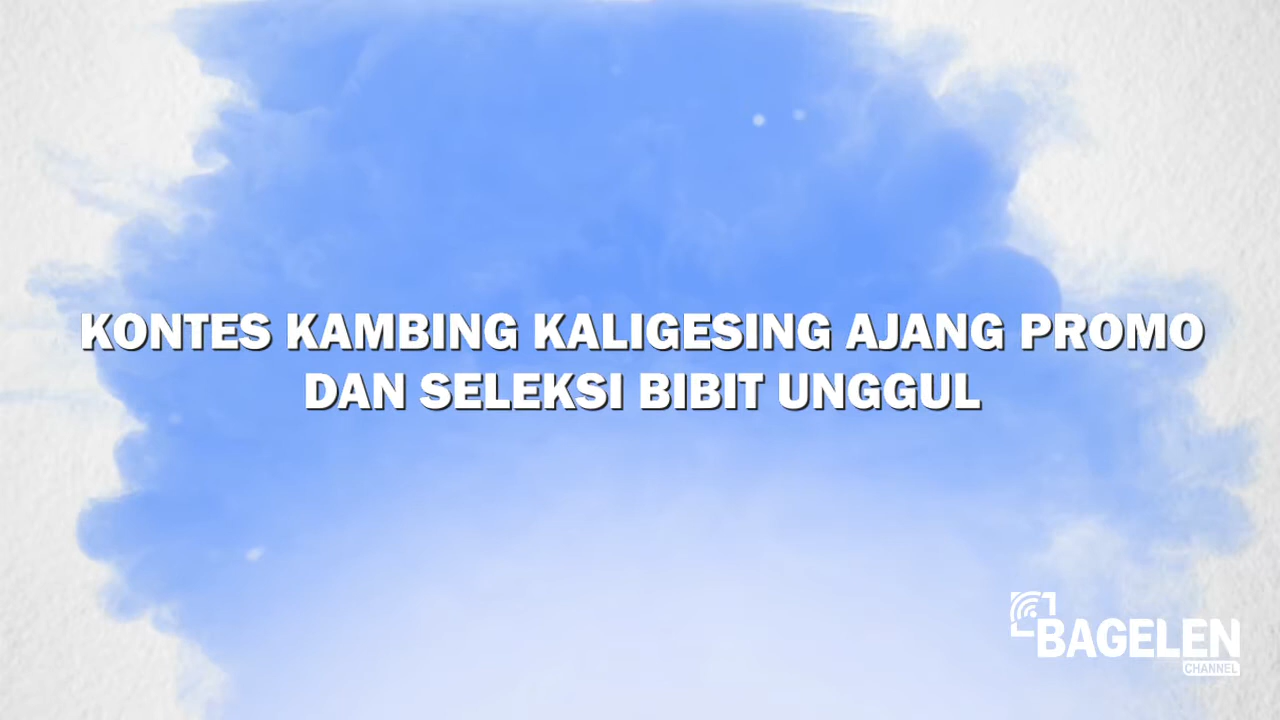 KONTES KAMBING KALIGESING AJANG PROMO
DAN SELEKSI BIBIT UNGGUL
BAGELEN
CHANNEL